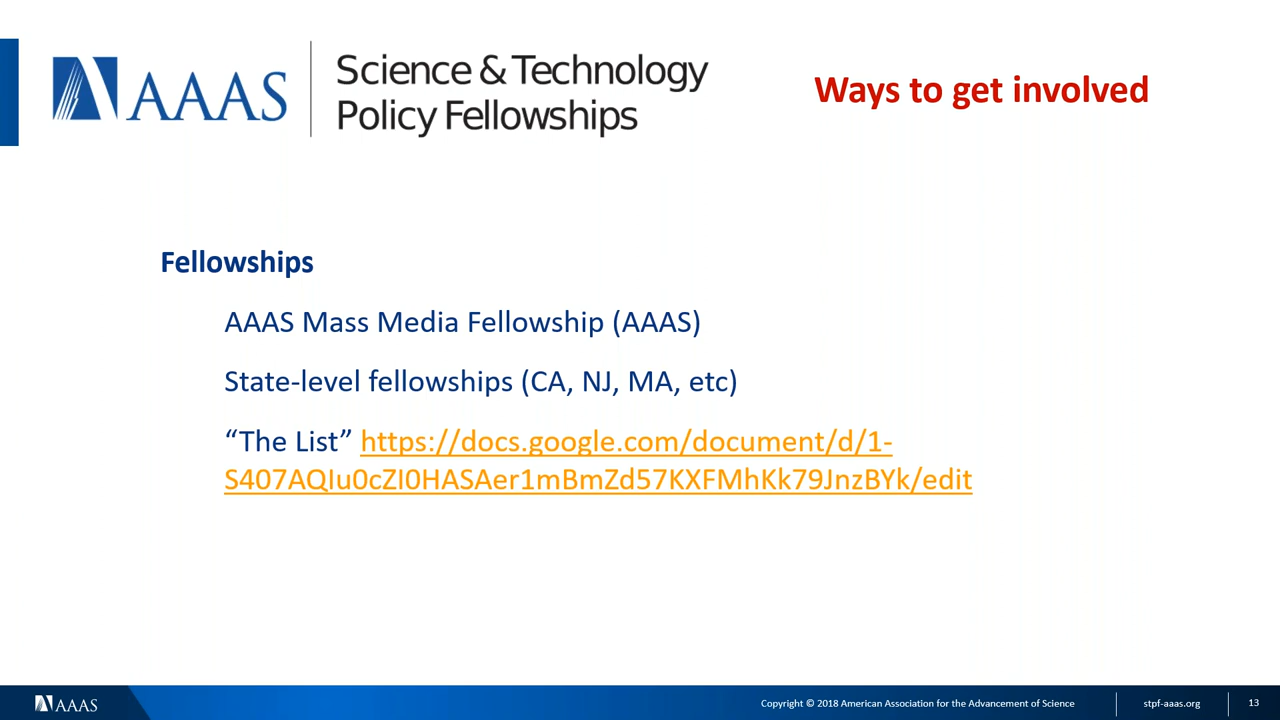 AAAS
Science & Technology
Policy Fellowships
Ways to get involved
Fellowships
AAAS Mass Media Fellowship (AAAS)
State-level fellowships (CA, NJ, MA, etc)
“The List” https://docs.google.com/document/d/1-
S407AQIu0cZI0HASAer1mBmZd57KXFMhKk79JnzBYk/edit
AAAS
Copyright © 2018 American Association for the Advancement of Science
stpf-aaas.org
13